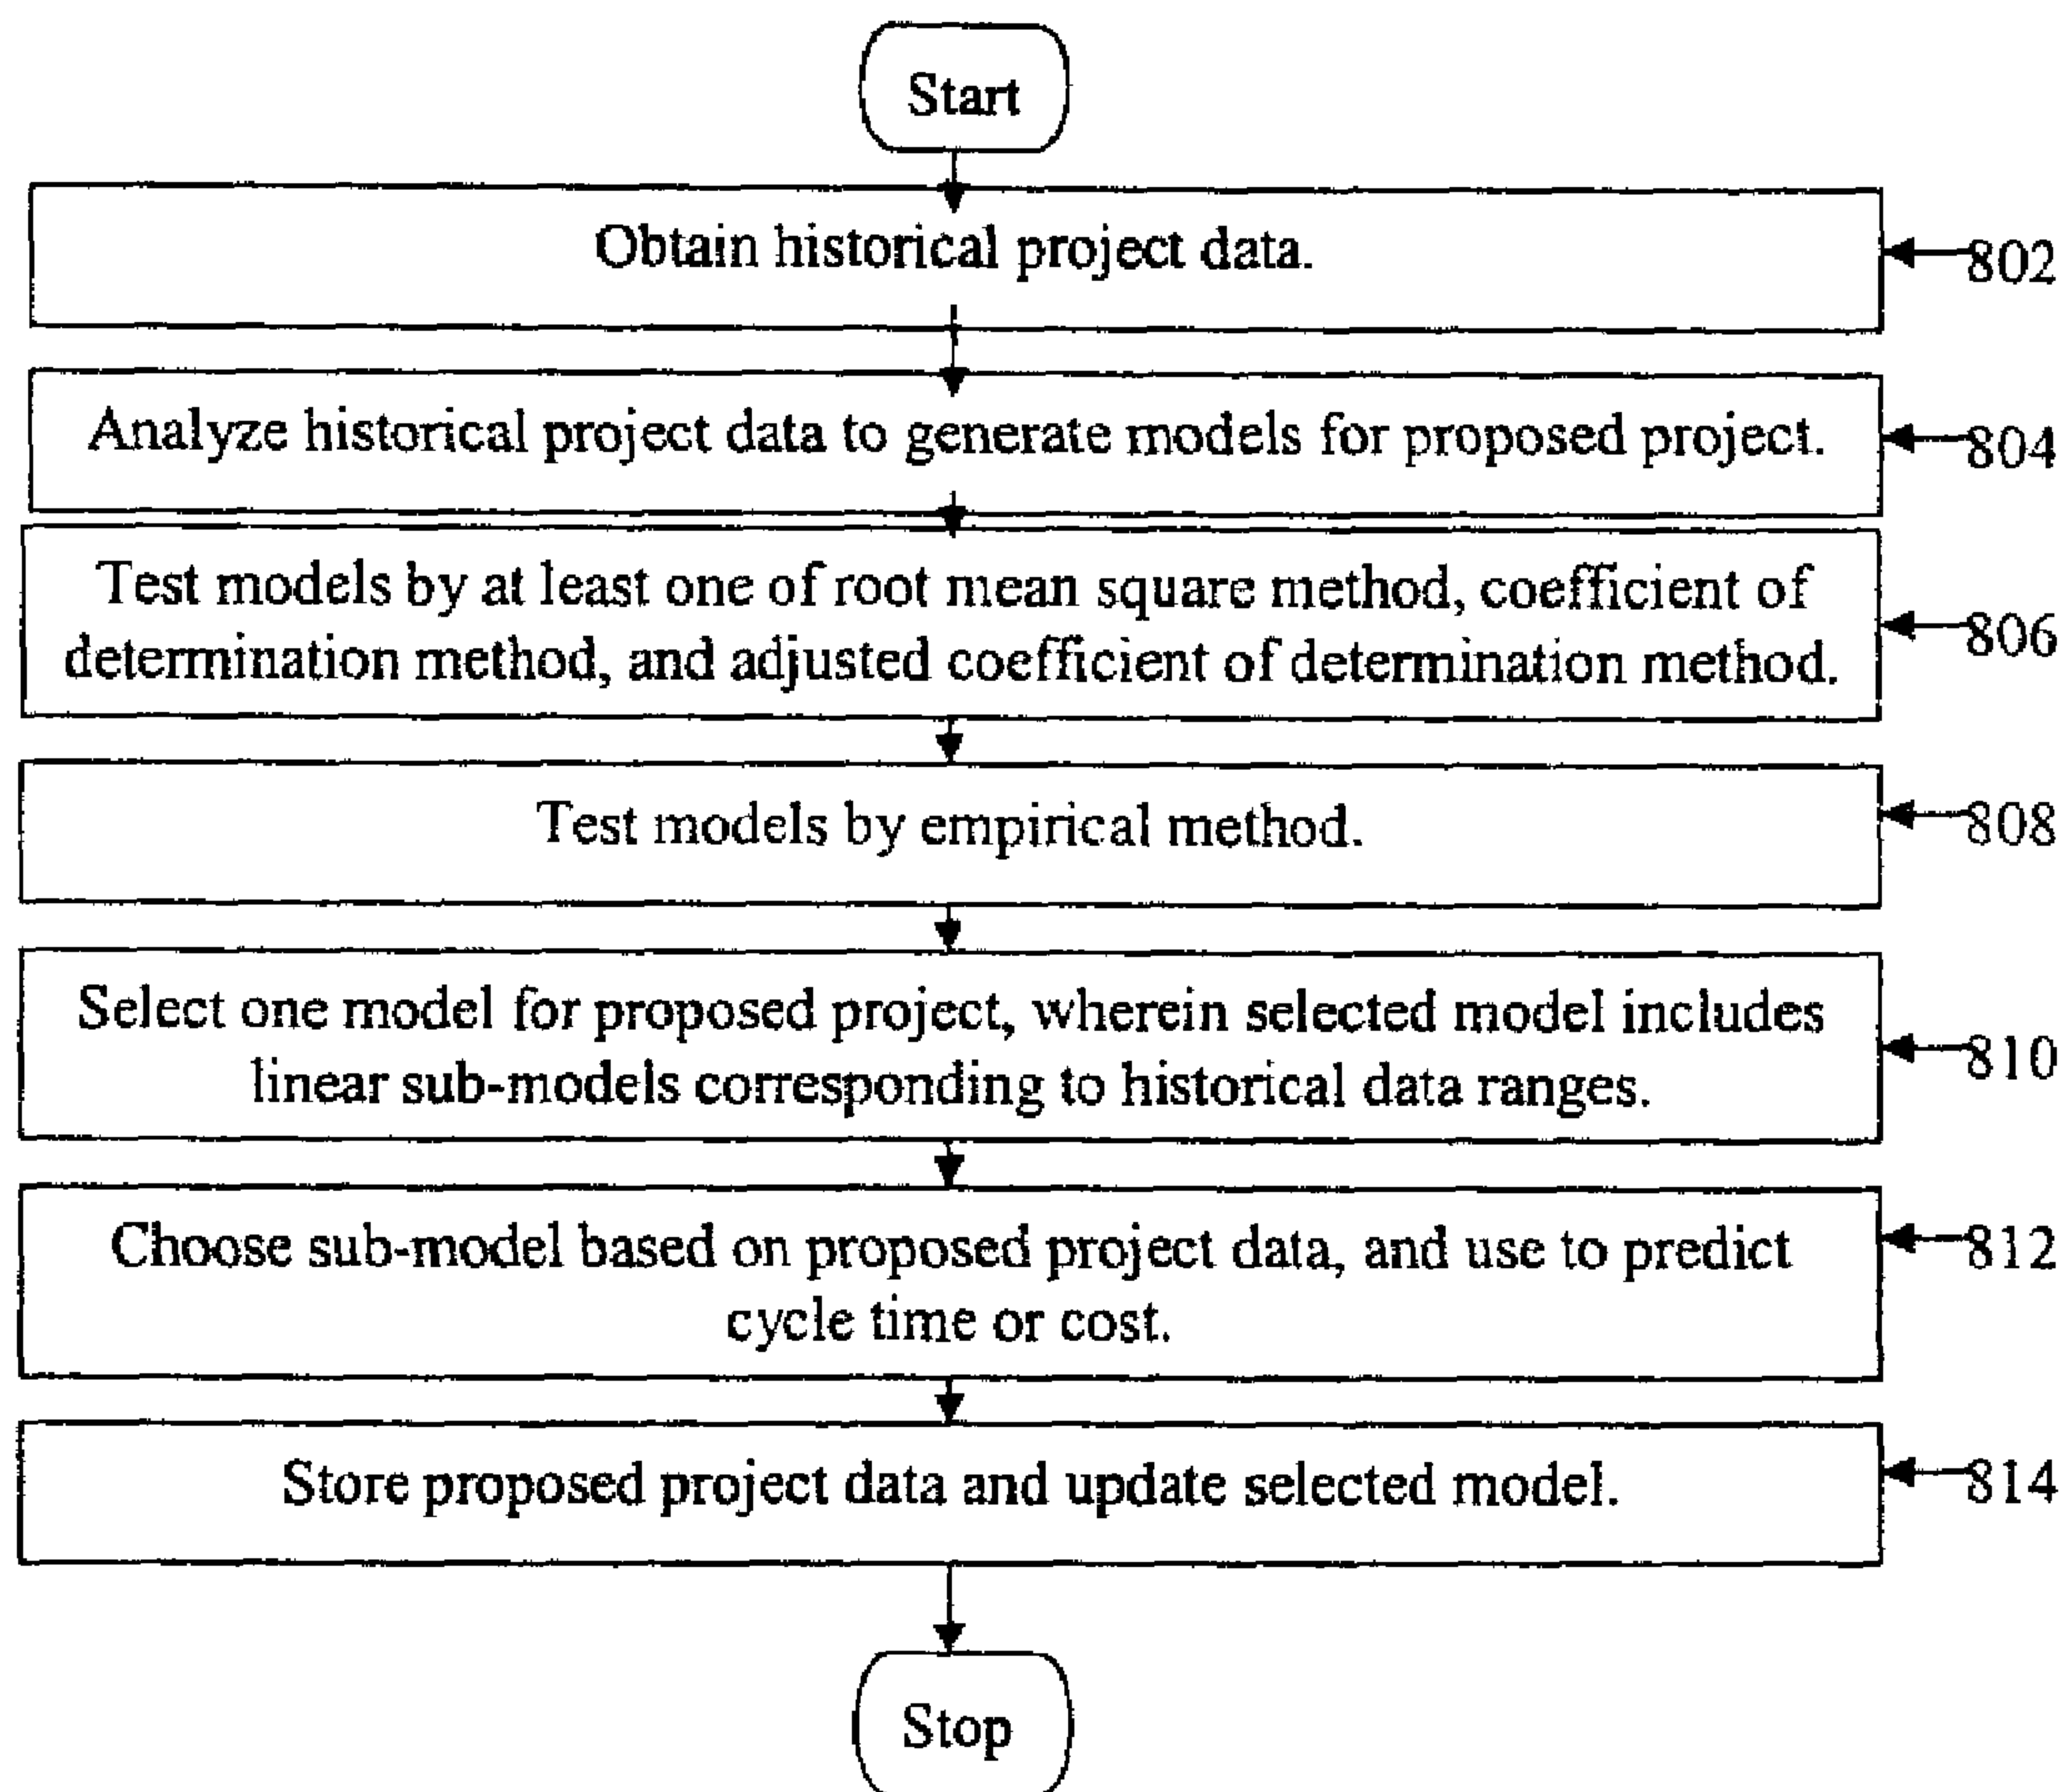 Start
Obtain historical project data.
802
Analyze historical project data to generate models for proposed project.
804
Test models by at least one of root mean square method, coefficient of
determination method, and adjusted coefficient of determination method.
806
Test models by empirical method.
808
Select one model for proposed project, wherein selected model includes
linear sub-models corresponding to historical data ranges.
810
Choose sub-model based on proposed project data, and use to predict
cycle time or cost.
812
Store proposed project data and update selected model.
814
Stop